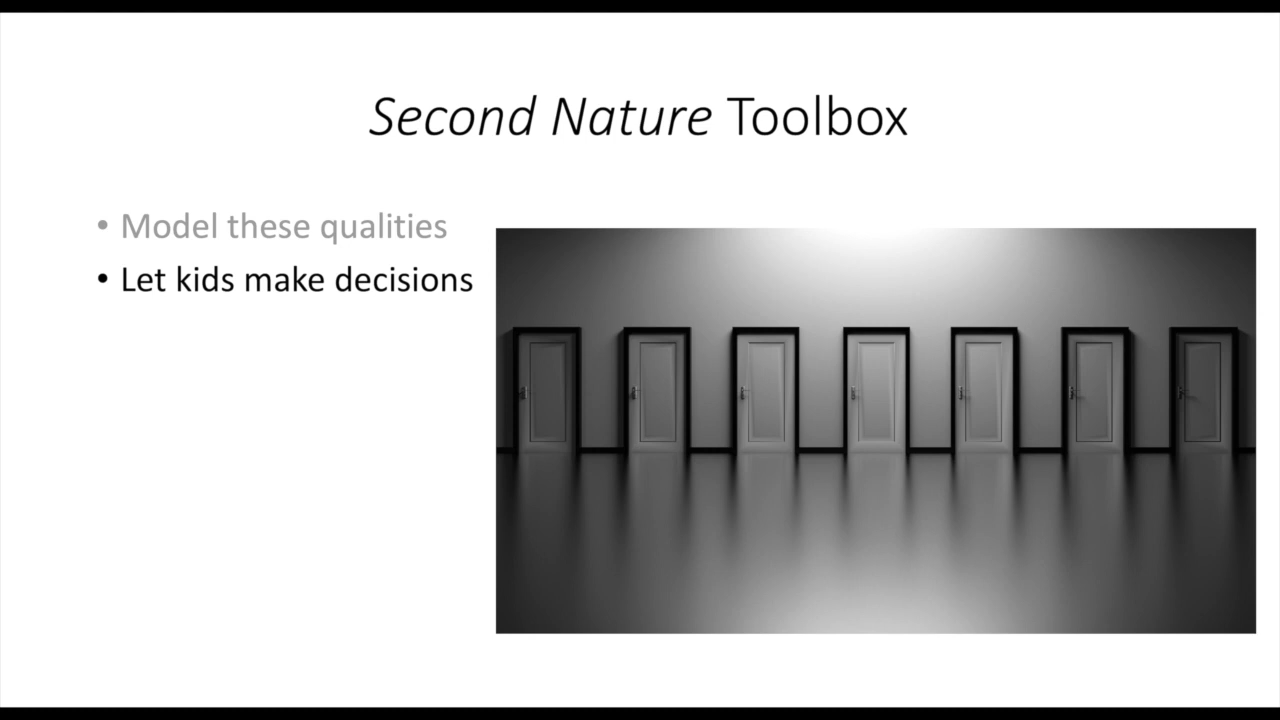 Second Nature Toolbox
• Model these qualities
• Let kids make decisions